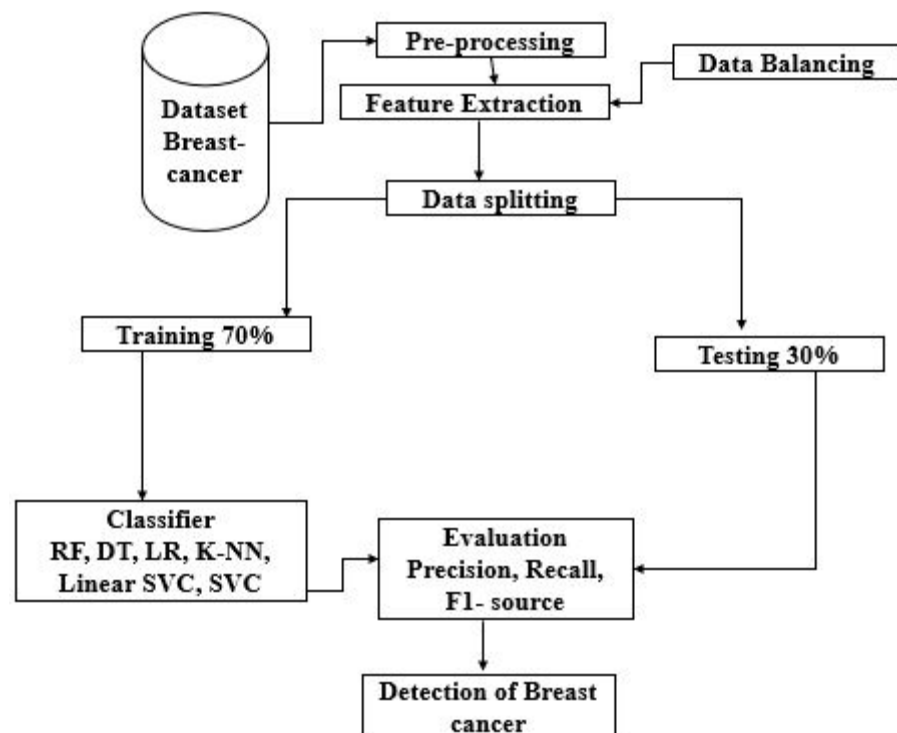 Dataset
Breast-
cancer
Pre-processing
Data Balancing
Feature Extraction
Data splitting
Training 70%
Testing 30%
Classifier
RF, DT, LR, K-NN,
Linear SVC, SVC
Evaluation
Precision, Recall,
F1- source
Detection of Breast
cancer